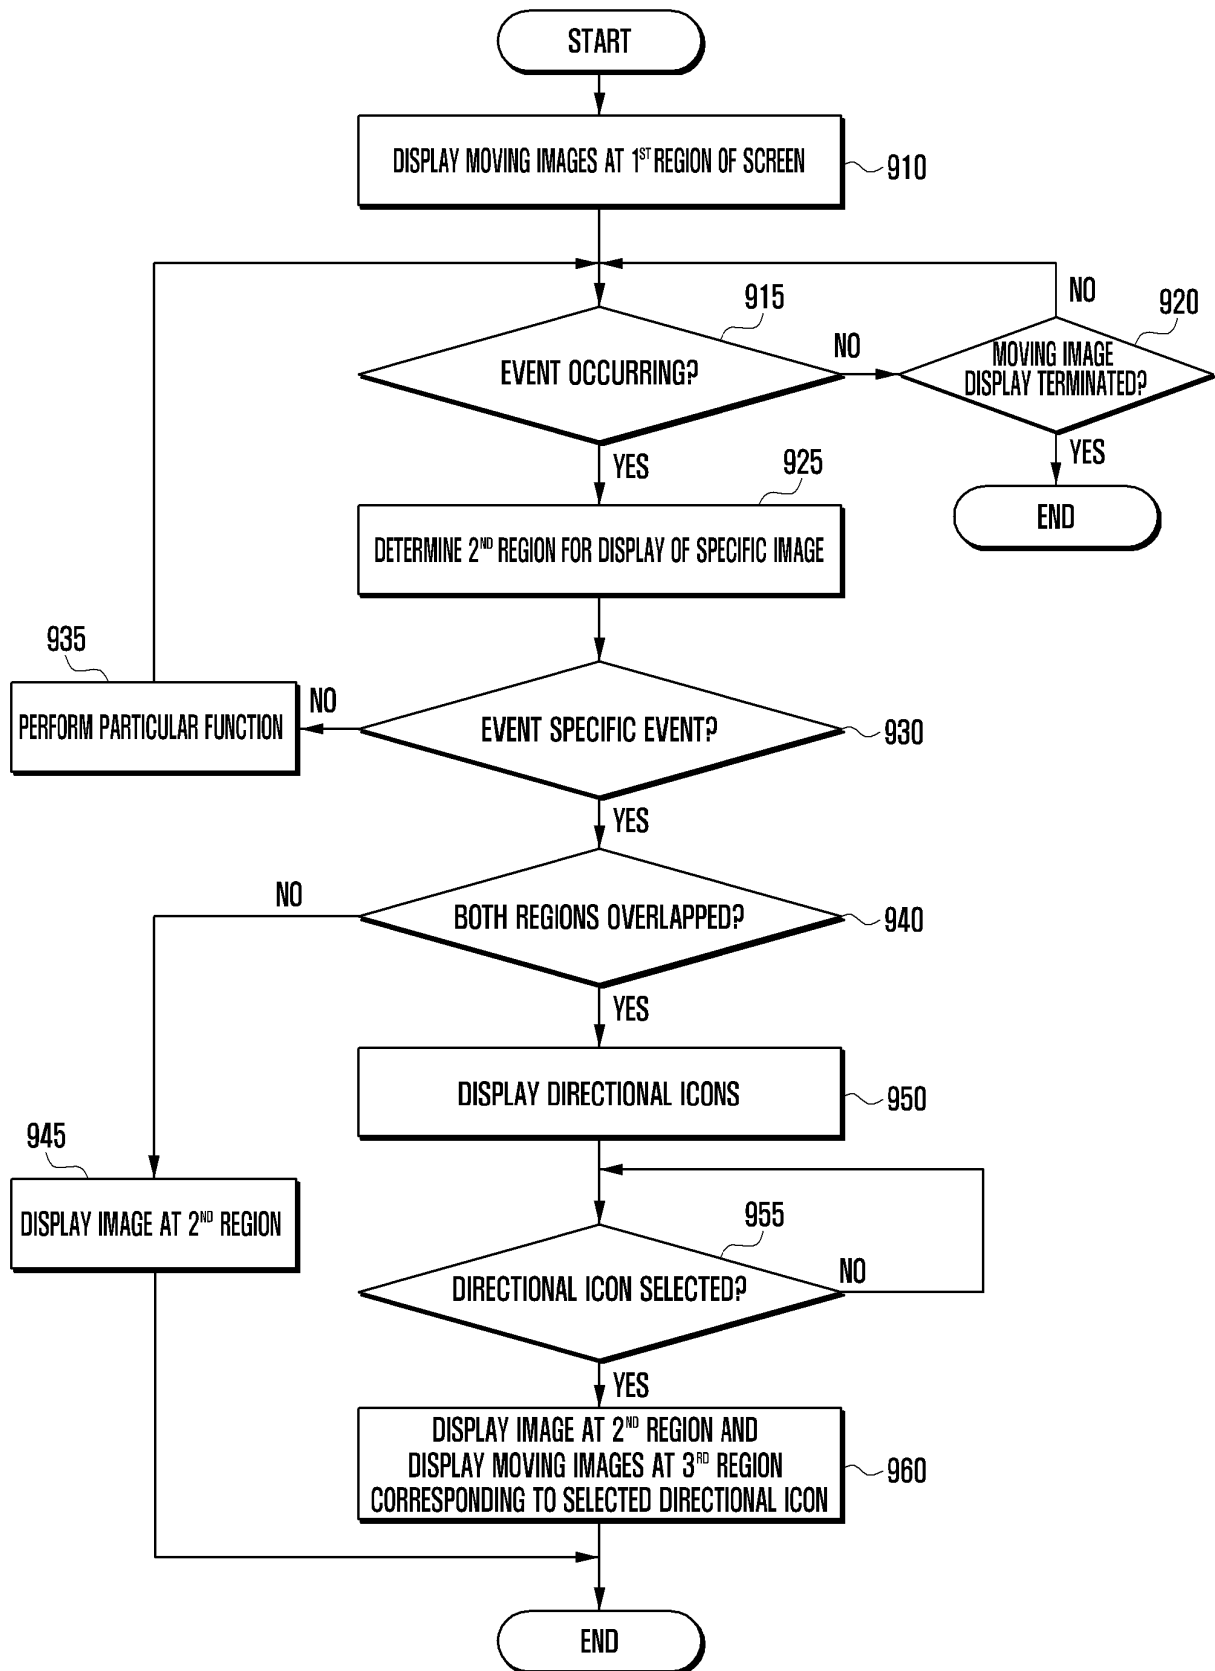 START
DISPLAY MOVING IMAGES AT 1ST REGION OF SCREEN
910
915
NO
920
EVENT OCCURRING?
NO
MOVING IMAGE
DISPLAY TERMINATED?
YES
YES
END
925
DETERMINE 2ND REGION FOR DISPLAY OF SPECIFIC IMAGE
935
PERFORM PARTICULAR FUNCTION
NO
EVENT SPECIFIC EVENT?
930
YES
NO
BOTH REGIONS OVERLAPPED?
940
YES
DISPLAY DIRECTIONAL ICONS
950
945
DISPLAY IMAGE AT 2ND REGION
955
DIRECTIONAL ICON SELECTED?
NO
YES
DISPLAY IMAGE AT 2ND REGION AND
DISPLAY MOVING IMAGES AT 3RD REGION
CORRESPONDING TO SELECTED DIRECTIONAL ICON
960
END